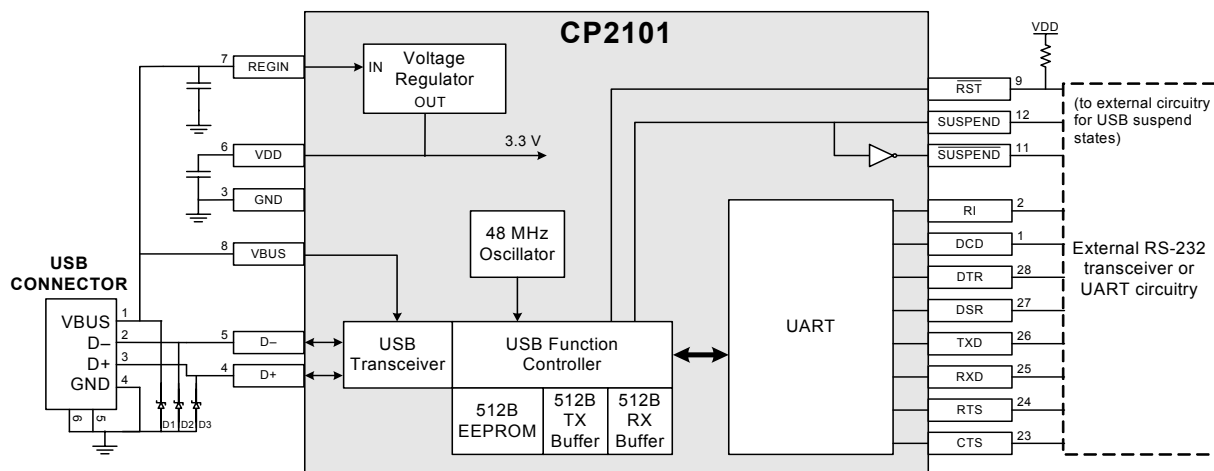 CP2101
7
REGIN
IN
Voltage
Regulator
OUT
6
VDD
3.3 V
3
GND
8
VBUS
48 MHz
Oscillator
USB
CONNECTOR
VBUS
D–
D+
GND
1
2
3
4
6
5
D1
D2
D3
5
D–
4
D+
USB
Transceiver
USB Function
Controller
512B
EEPROM
512B
TX
Buffer
512B
RX
Buffer
UART
VDD
RST
9
SUSPEND
12
SUSPEND
11
RI
2
DCD
1
DTR
28
DSR
27
TXD
26
RXD
25
RTS
24
CTS
23
(to external circuitry
for USB suspend
states)
External RS-232
transceiver or
UART circuitry